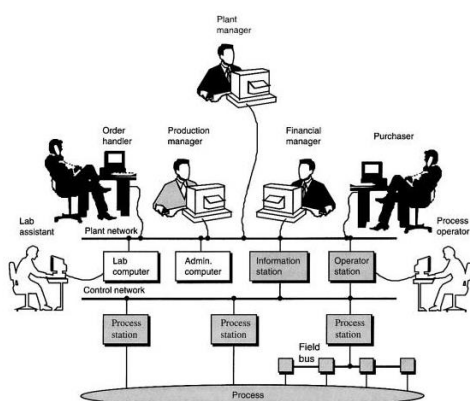 Plant
manager
Order
handler
Production
manager
Financial
manager
Purchaser
Lab
assistant
Plant network
Process
operator
Lab
computer
Admin.
computer
Information
station
Operator
station
Control network
Process
station
Process
station
Process
station
Field
bus
Process